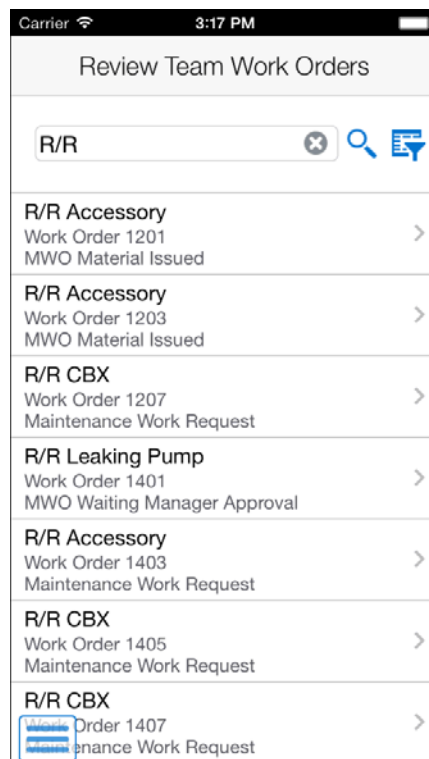 Carrier 3:17 PM
Review Team Work Orders
R/R
R/R Accessory
Work Order 1201
MWO Material Issued
R/R Accessory
Work Order 1203
MWO Material Issued
R/R CBX
Work Order 1207
Maintenance Work Request
R/R Leaking Pump
Work Order 1401
MWO Waiting Manager Approval
R/R Accessory
Work Order 1403
Maintenance Work Request
R/R CBX
Work Order 1405
Maintenance Work Request
R/R CBX
Work Order 1407
Maintenance Work Request